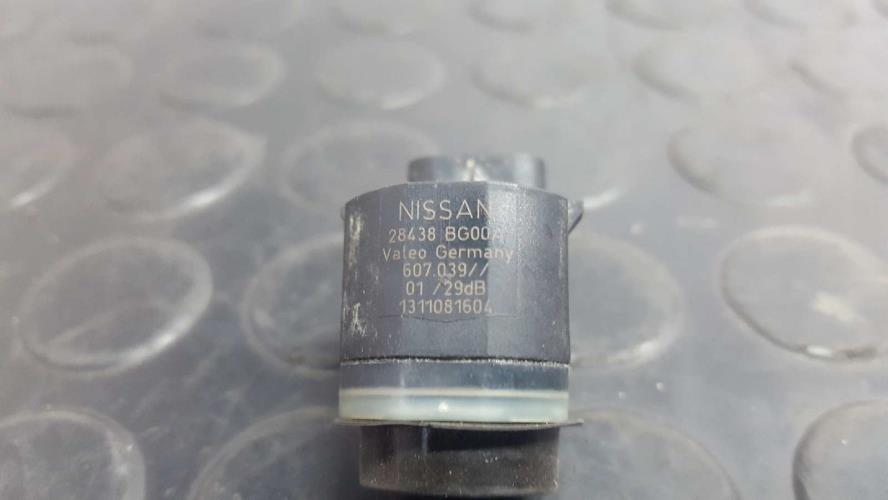 NISSAN
28438 BG00A
Valeo Germany
607.039//
01 /29dB
1311081604